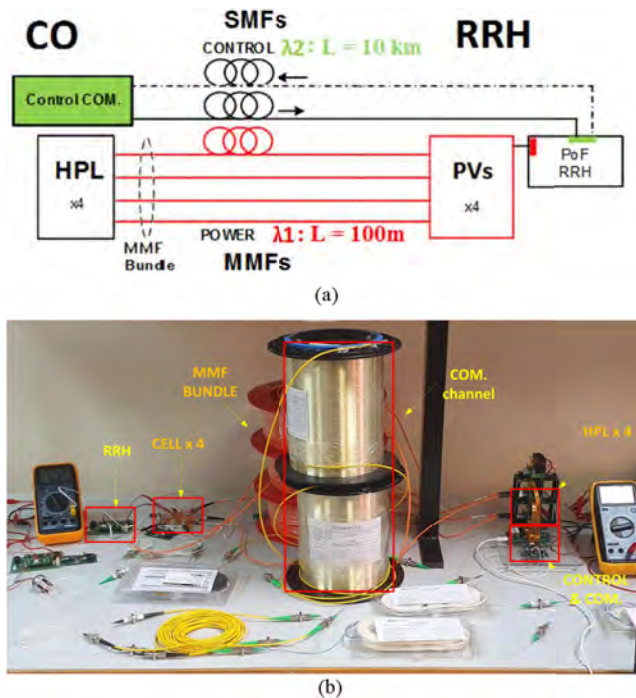 CO
SMFs
RRH
CONTROL λ2: L = 10 km
Control COM.
HPL
x4
PVs
x4
PoF
RRH
MMF
Bundle
POWER λ1: L = 100m
MMFs
(a)
MMF
BUNDLE
COM.
channel
HPL x 4
RRH
CELL x 4
CONTROL
& COM.
(b)